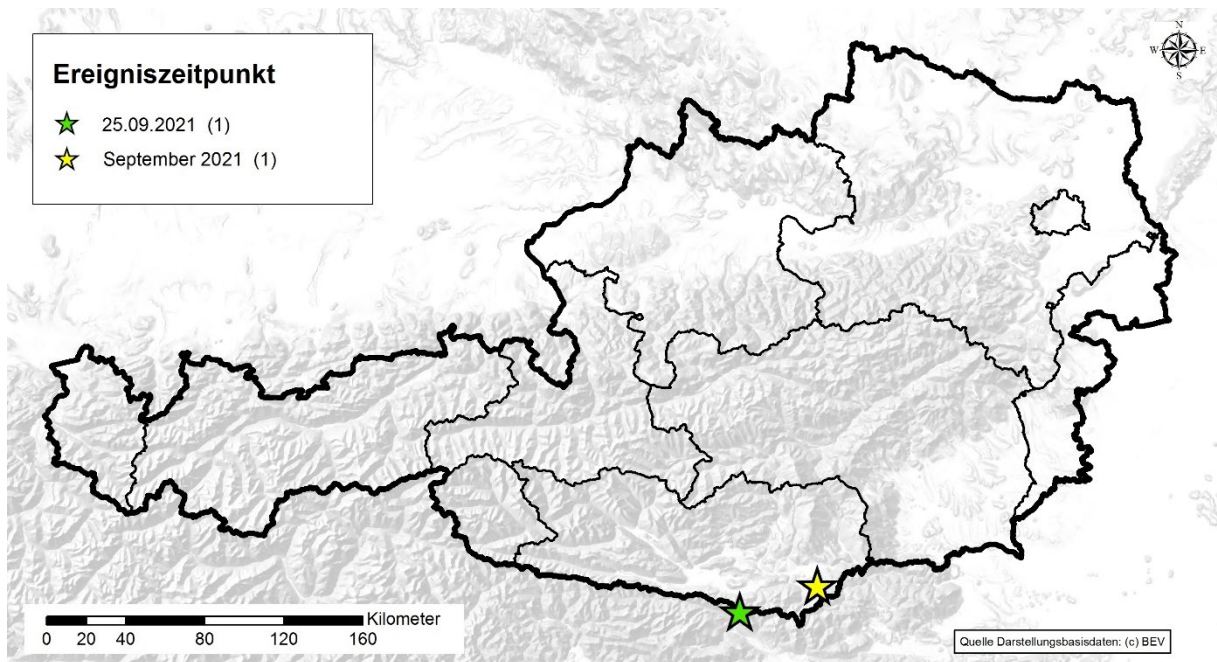 Ereigniszeitpunkt
25.09.2021 (1)
September 2021 (1)
N
W E
S
Kilometer
0 20 40 80 120 160
Quelle Darstellungsbasisdaten: (c) BEV